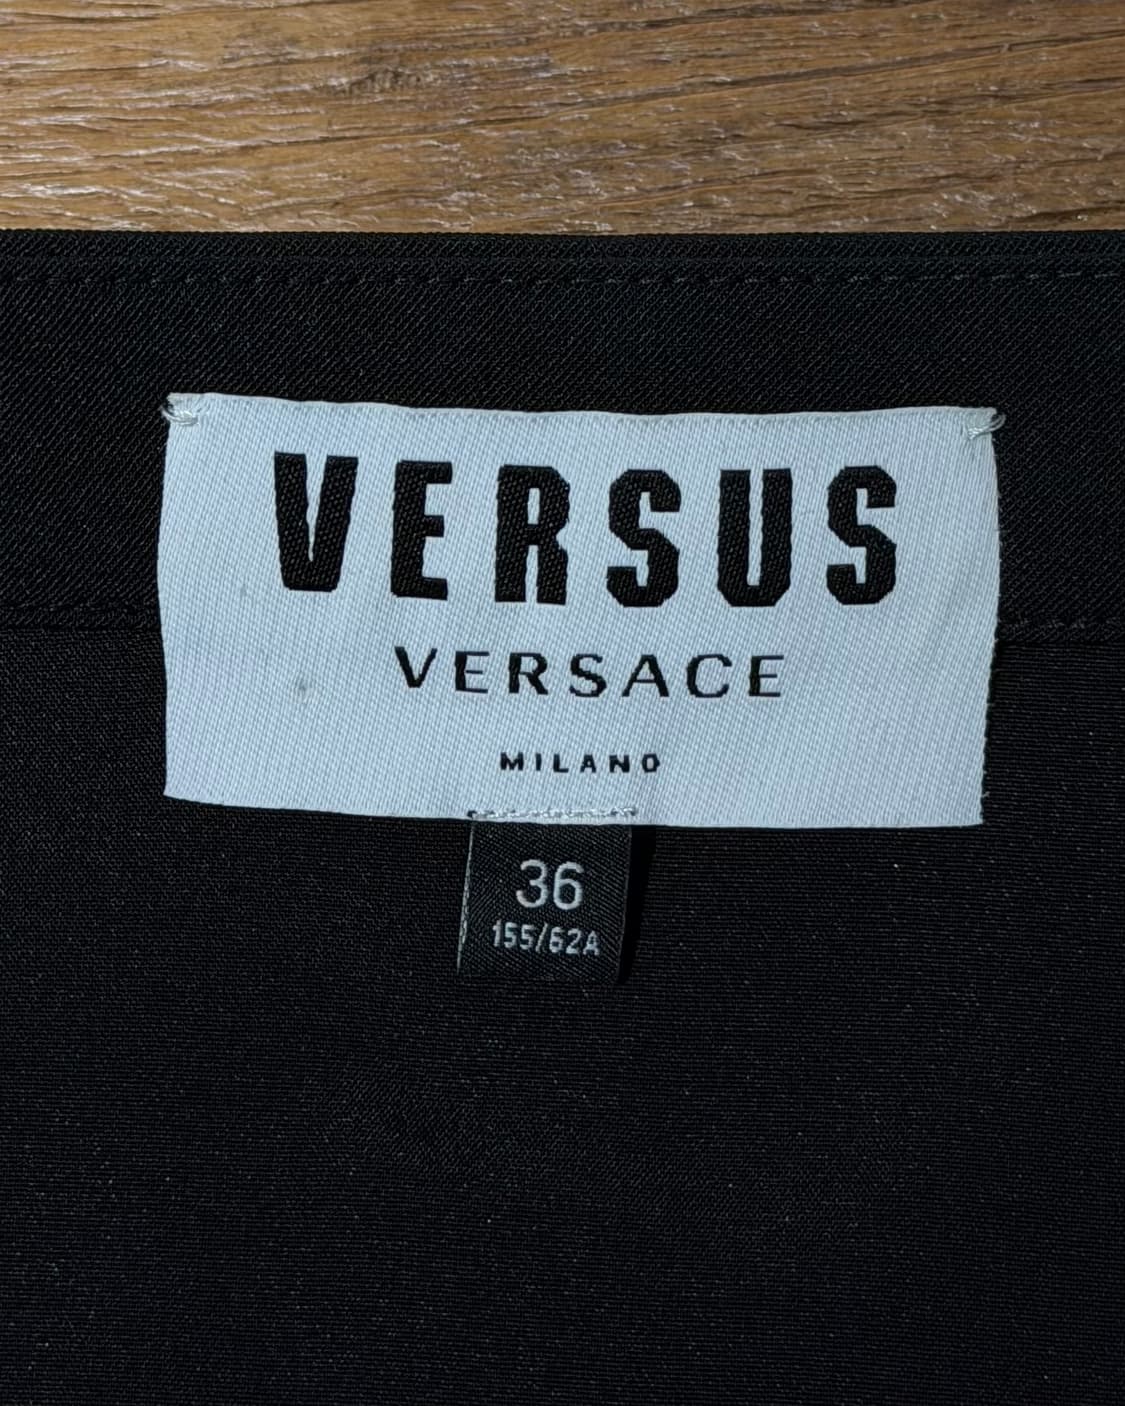 VERSUS
VERSACE
MILANO
36
155/62A